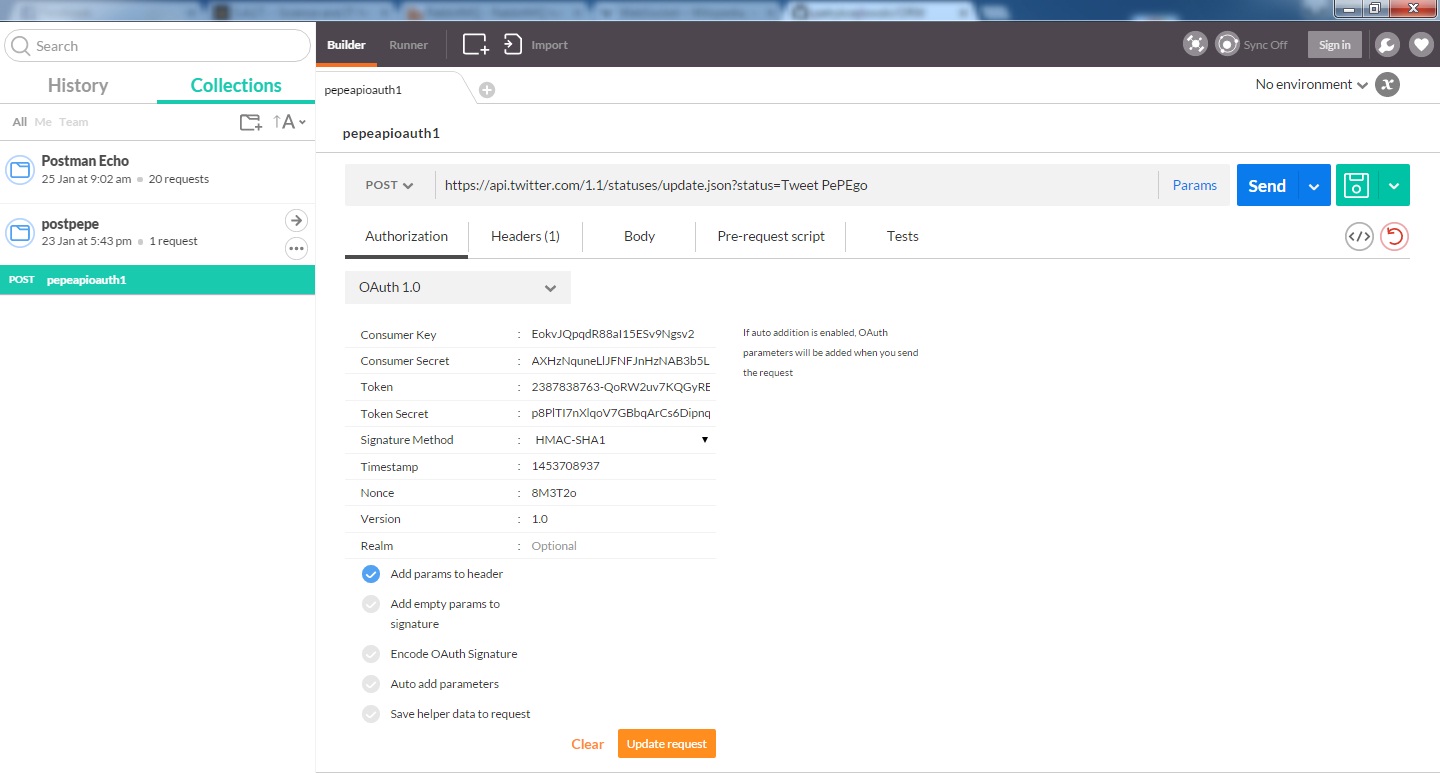 Search
Builder
Runner
Import
Sync Off
Sign in
History
Collections
pepeapioauth1
No environment
All Me Team
A
pepeapioauth1
Postman Echo
25 Jan at 9:02 am 20 requests
postpepe
23 Jan at 5:43 pm 1 request
POST pepeapioauth1
POST
https://api.twitter.com/1.1/statuses/update.json?status=Tweet PePEgo
Params
Send
Authorization
Headers (1)
Body
Pre-request script
Tests
OAuth 1.0
Consumer Key : EokvJQpqdR88aI15ESv9Ngsv2
Consumer Secret : AXHzNquneLlJFNFJnHzNAB3b5L
Token : 2387838763-QoRW2uv7KQGyRE
Token Secret : p8PlTI7nXlqoV7GBbqArCs6Dipnq
Signature Method : HMAC-SHA1
Timestamp : 1453708937
Nonce : 8M3T2o
Version : 1.0
Realm : Optional
If auto addition is enabled, OAuth
parameters will be added when you send
the request
Add params to header
Add empty params to
signature
Encode OAuth Signature
Auto add parameters
Save helper data to request
Clear
Update request